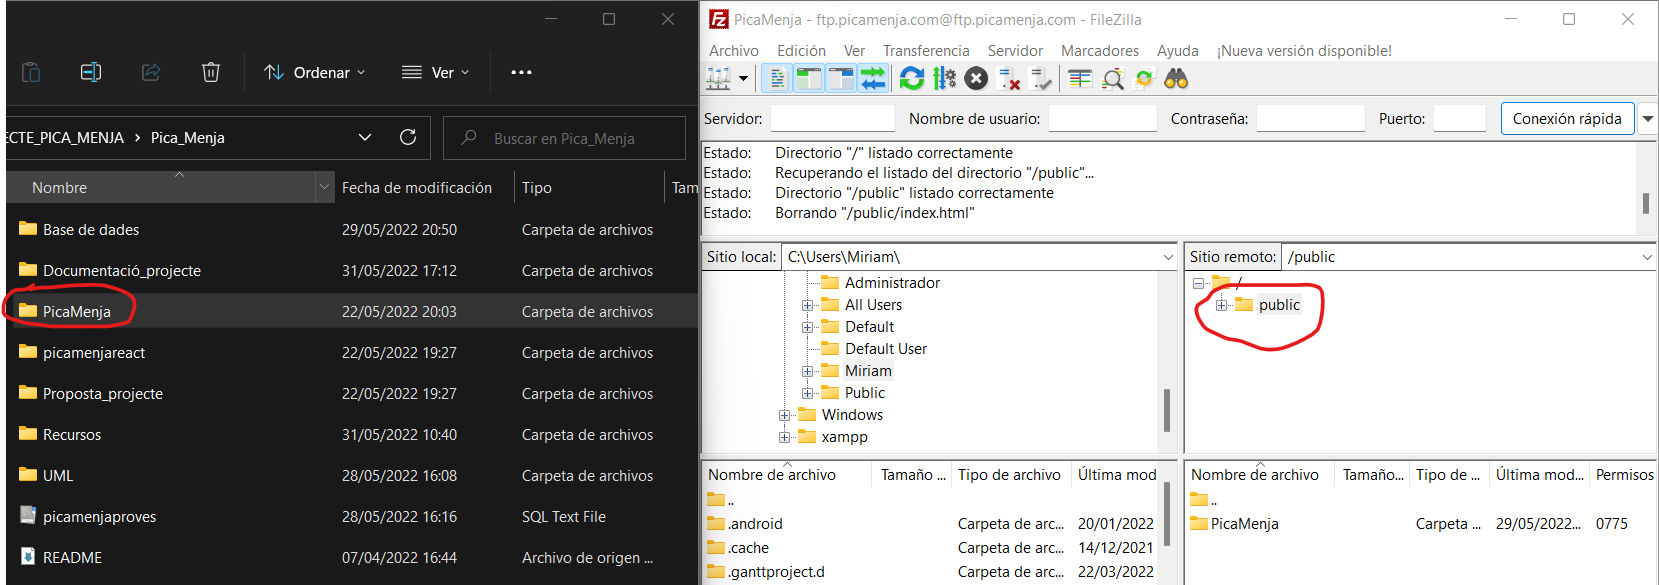 Ordenar
Ver
ECTE_PICA_MENJA > Pica_Menja
Buscar en Pica_Menja
Nombre
Fecha de modificación
Tipo
Tam
Base de dades
29/05/2022 20:50
Carpeta de archivos
Documentació_projecte
31/05/2022 17:12
Carpeta de archivos
PicaMenja
22/05/2022 20:03
Carpeta de archivos
picamenjareact
22/05/2022 19:27
Carpeta de archivos
Proposta_projecte
22/05/2022 19:27
Carpeta de archivos
Recursos
31/05/2022 10:40
Carpeta de archivos
UML
28/05/2022 16:08
Carpeta de archivos
picamenjaproves
28/05/2022 16:16
SQL Text File
README
07/04/2022 16:44
Archivo de origen ...
PicaMenja - ftp.picamenja.com@ftp.picamenja.com - FileZilla
Archivo Edición Ver Transferencia Servidor Marcadores Ayuda ¡Nueva versión disponible!
Servidor:
Nombre de usuario:
Contraseña:
Puerto:
Conexión rápida
Estado: Directorio "/" listado correctamente
Estado: Recuperando el listado del directorio "/public"...
Estado: Directorio "/public" listado correctamente
Estado: Borrando "/public/index.html"
Sitio local: C:\Users\Miriam\
Administrador
All Users
Default
Default User
Miriam
Public
Windows
xampp
Sitio remoto: /public
/
public
Nombre de archivo
Tamaño ...
Tipo de archivo
Última mod
..
.android
Carpeta de arc...
20/01/2022
.cache
Carpeta de arc...
14/12/2021
.ganttproject.d
Carpeta de arc...
22/03/2022
Nombre de archivo
Tamaño...
Tipo de ...
Última mod...
Permisos
..
PicaMenja
Carpeta ...
29/05/2022...
0775